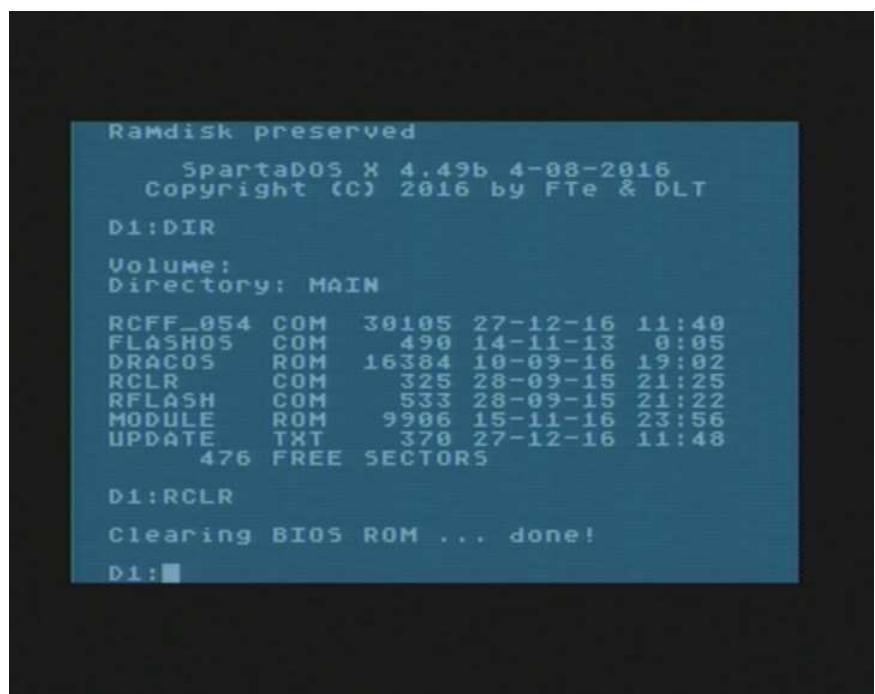 RaMdisk preserved
SpartaDOS X 4.49b 4-08-2016
Copyright (C) 2016 by FTe & DLT
D1:DIR
Volume:
Directory: MAIN
RCFF_054 COM 30105 27-12-16 11:40
FLASHOS COM 490 14-11-13 0:05
DRACOS ROM 16384 10-09-16 19:02
RCLR COM 325 28-09-15 21:25
RFLASH COM 533 28-09-15 21:22
MODULE ROM 9906 15-11-16 23:56
UPDATE TXT 370 27-12-16 11:48
476 FREE SECTORS
D1:RCLR
Clearing BIOS ROM ... done!
D1: